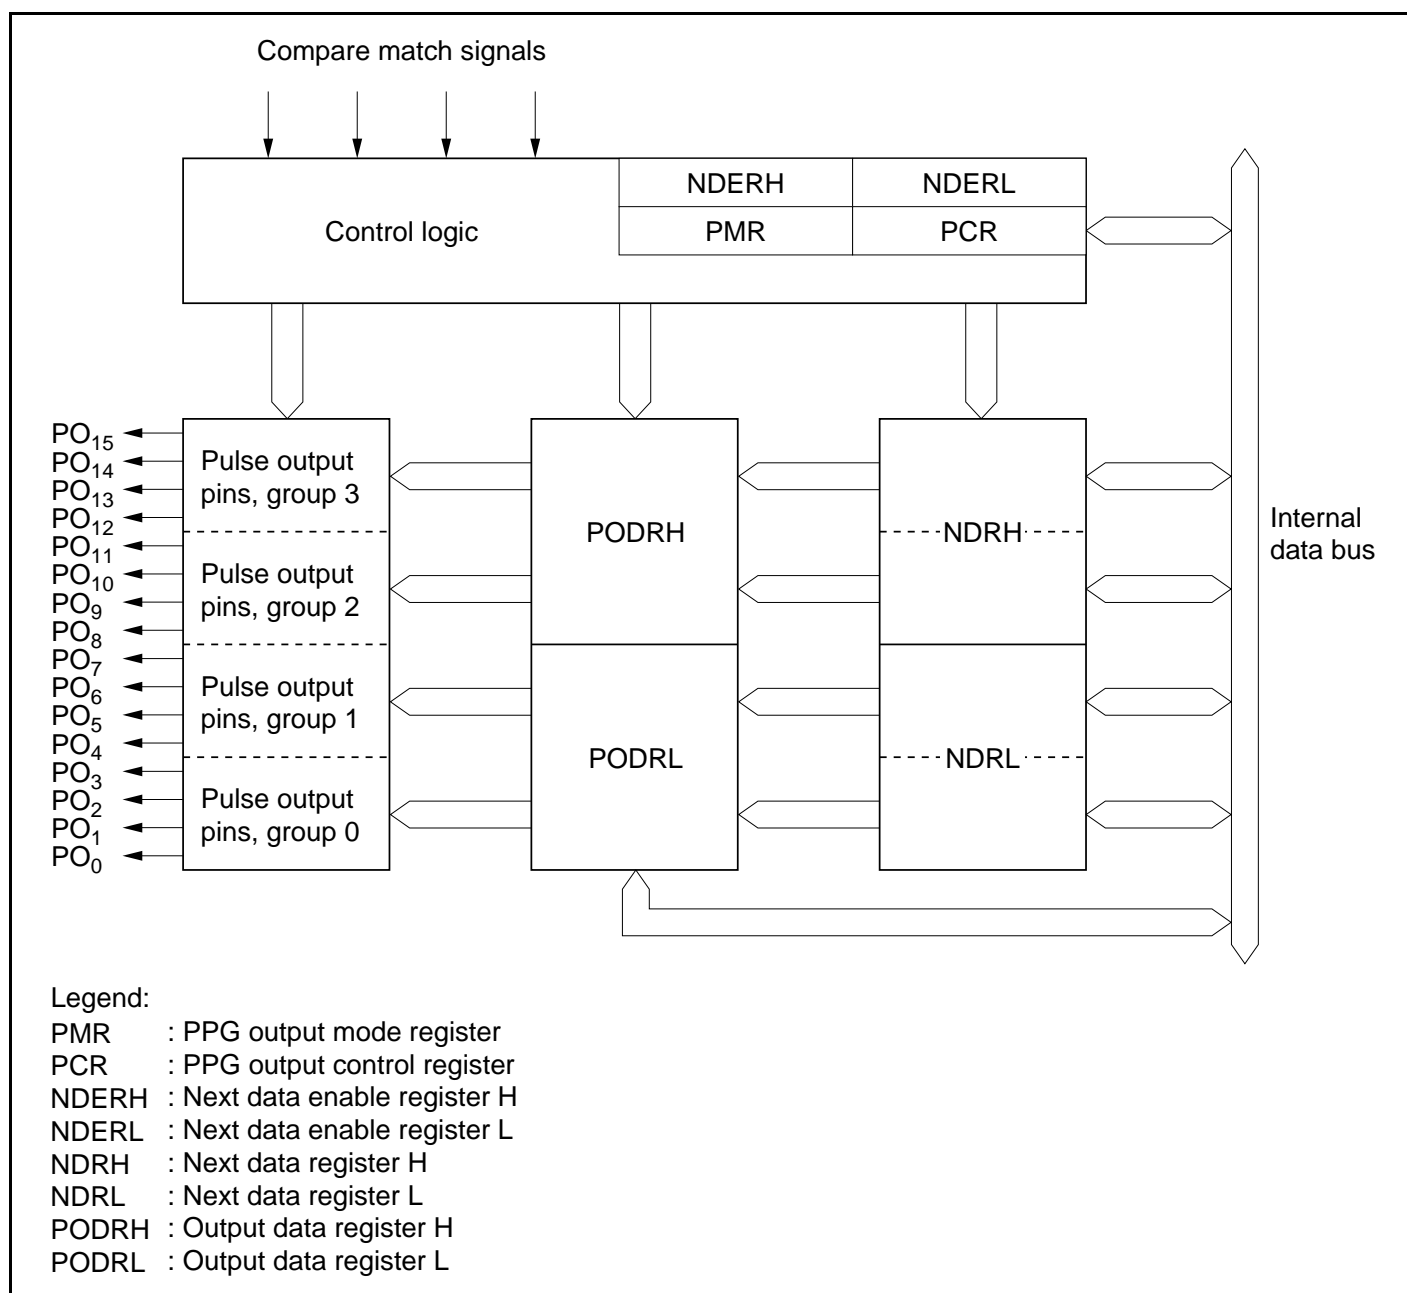 Compare match signals
NDERH NDERL
Control logic PMR PCR
PO15
PO14
PO13
PO12
PO11
PO10
PO9
PO8
PO7
PO6
PO5
PO4
PO3
PO2
PO1
PO0
Pulse output
pins, group 3
Pulse output
pins, group 2
Pulse output
pins, group 1
Pulse output
pins, group 0
PODRH
PODRL
NDRH
NDRL
Internal
data bus
Legend:
PMR : PPG output mode register
PCR : PPG output control register
NDERH : Next data enable register H
NDERL : Next data enable register L
NDRH : Next data register H
NDRL : Next data register L
PODRH : Output data register H
PODRL : Output data register L